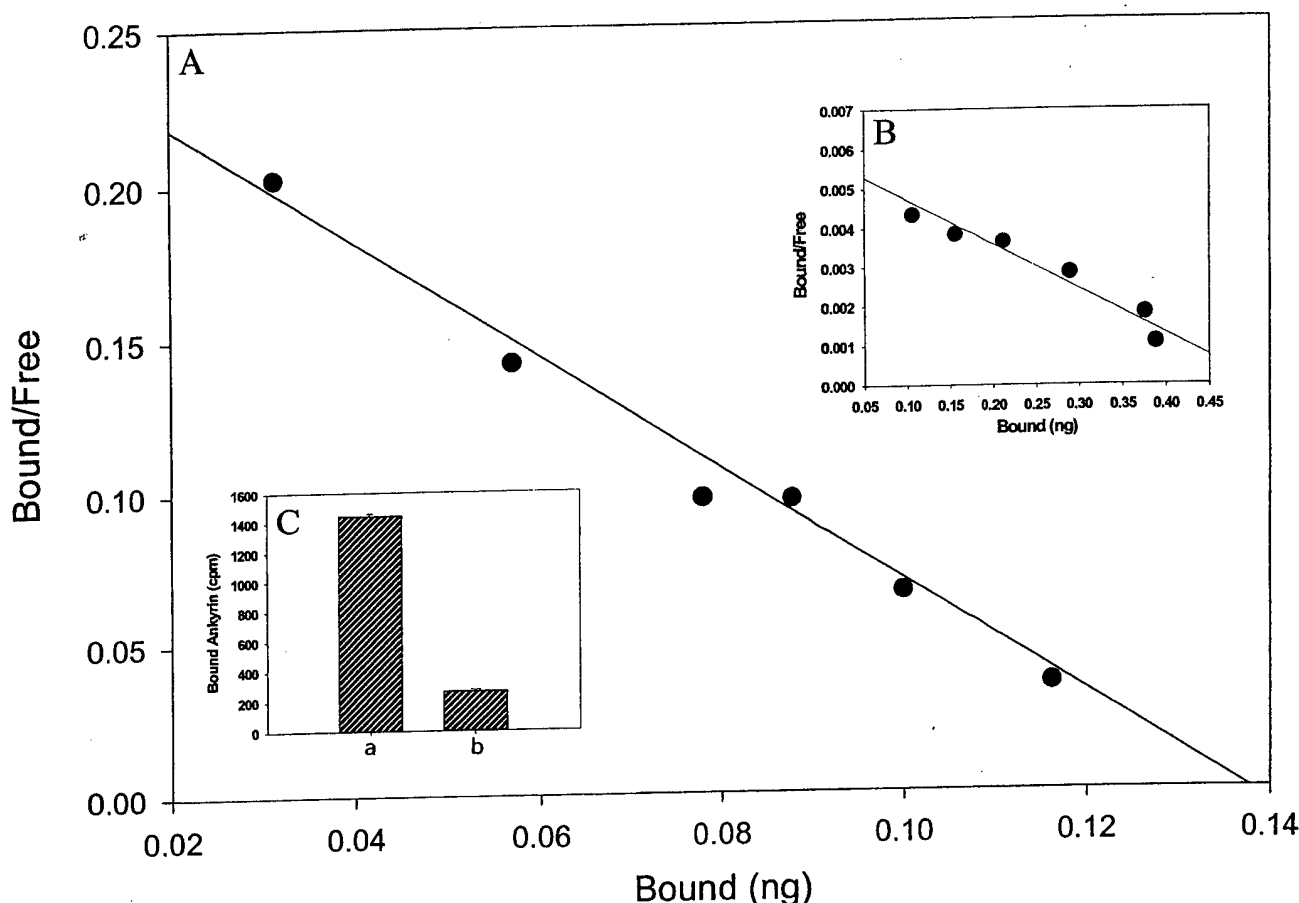 A
0.25
0.20
0.15
0.10
0.05
0.00
Bound/Free
0.02 0.04 0.06 0.08 0.10 0.12 0.14
Bound (ng)
B
0.007
0.006
0.005
0.004
0.003
0.002
0.001
0.000
Bound/Free
0.05 0.10 0.15 0.20 0.25 0.30 0.35 0.40 0.45
Bound (ng)
C
1600
1400
1200
1000
800
600
400
200
0
Bound Ankyrin (cpm)
a b